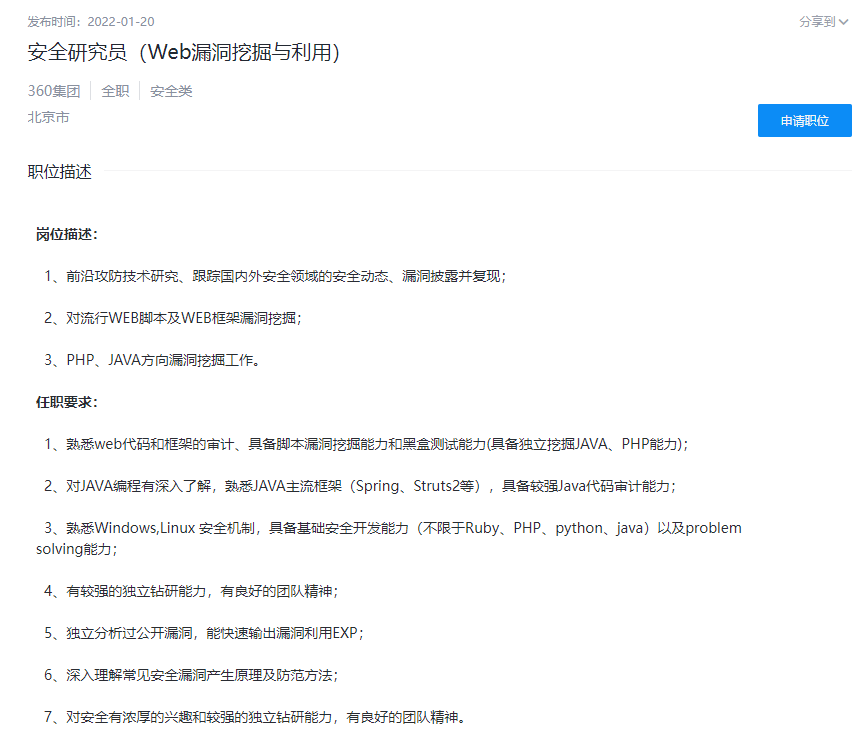 发布时间：2022-01-20
分享到
安全研究员（Web漏洞挖掘与利用）
360集团 全职 安全类
北京市
申请职位
职位描述
岗位描述：
1、前沿攻防技术研究、跟踪国内外安全领域的安全动态、漏洞披露并复现；
2、对流行WEB脚本及WEB框架漏洞挖掘；
3、PHP、JAVA方向漏洞挖掘工作。
任职要求：
1、熟悉web代码和框架的审计、具备脚本漏洞挖掘能力和黑盒测试能力(具备独立挖掘JAVA、PHP能力)；
2、对JAVA编程有深入了解，熟悉JAVA主流框架（Spring、Struts2等），具备较强Java代码审计能力；
3、熟悉Windows,Linux 安全机制，具备基础安全开发能力（不限于Ruby、PHP、python、java）以及problem
solving能力；
4、有较强的独立钻研能力，有良好的团队精神；
5、独立分析过公开漏洞，能快速输出漏洞利用EXP；
6、深入理解常见安全漏洞产生原理及防范方法；
7、对安全有浓厚的兴趣和较强的独立钻研能力，有良好的团队精神。